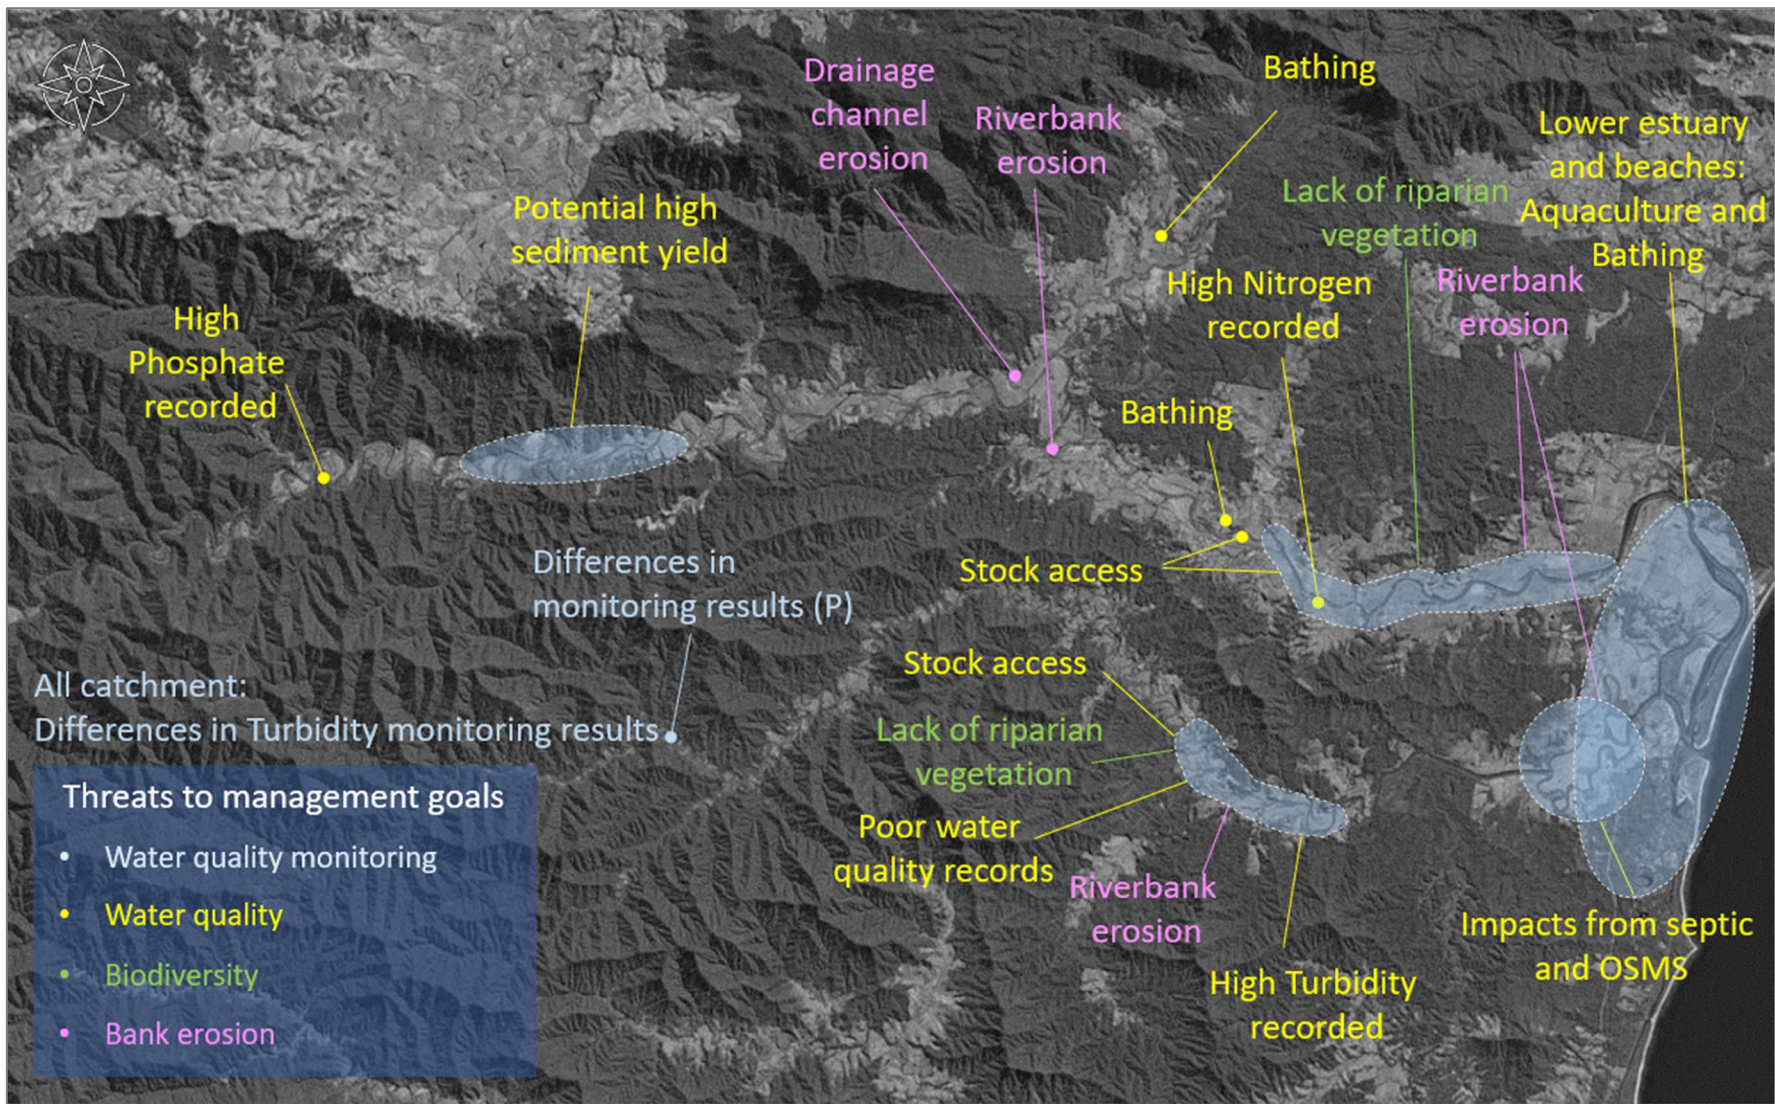 Drainage
channel
erosion
Riverbank
erosion
Bathing
Lower estuary
and beaches:
Aquaculture and
Bathing
Potential high
sediment yield
Lack of riparian
vegetation
High Nitrogen
recorded
Riverbank
erosion
High
Phosphate
recorded
Bathing
Differences in
monitoring results (P)
Stock access
Stock access
All catchment:
Differences in Turbidity monitoring results
Lack of riparian
vegetation
Poor water
quality records
Riverbank
erosion
High Turbidity
recorded
Impacts from septic
and OSMS
Threats to management goals
• Water quality monitoring
• Water quality
• Biodiversity
• Bank erosion